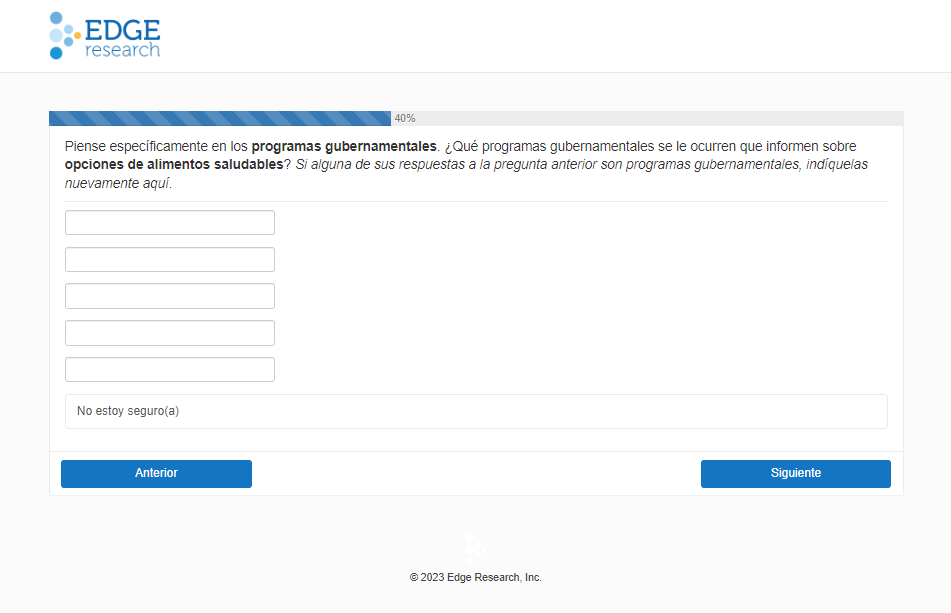 EDGE
research
40%
Piense específicamente en los programas gubernamentales. ¿Qué programas gubernamentales se le ocurren que informen sobre
opciones de alimentos saludables? Si alguna de sus respuestas a la pregunta anterior son programas gubernamentales, indíquelas
nuevamente aquí.
No estoy seguro(a)
Anterior
Siguiente
© 2023 Edge Research, Inc.